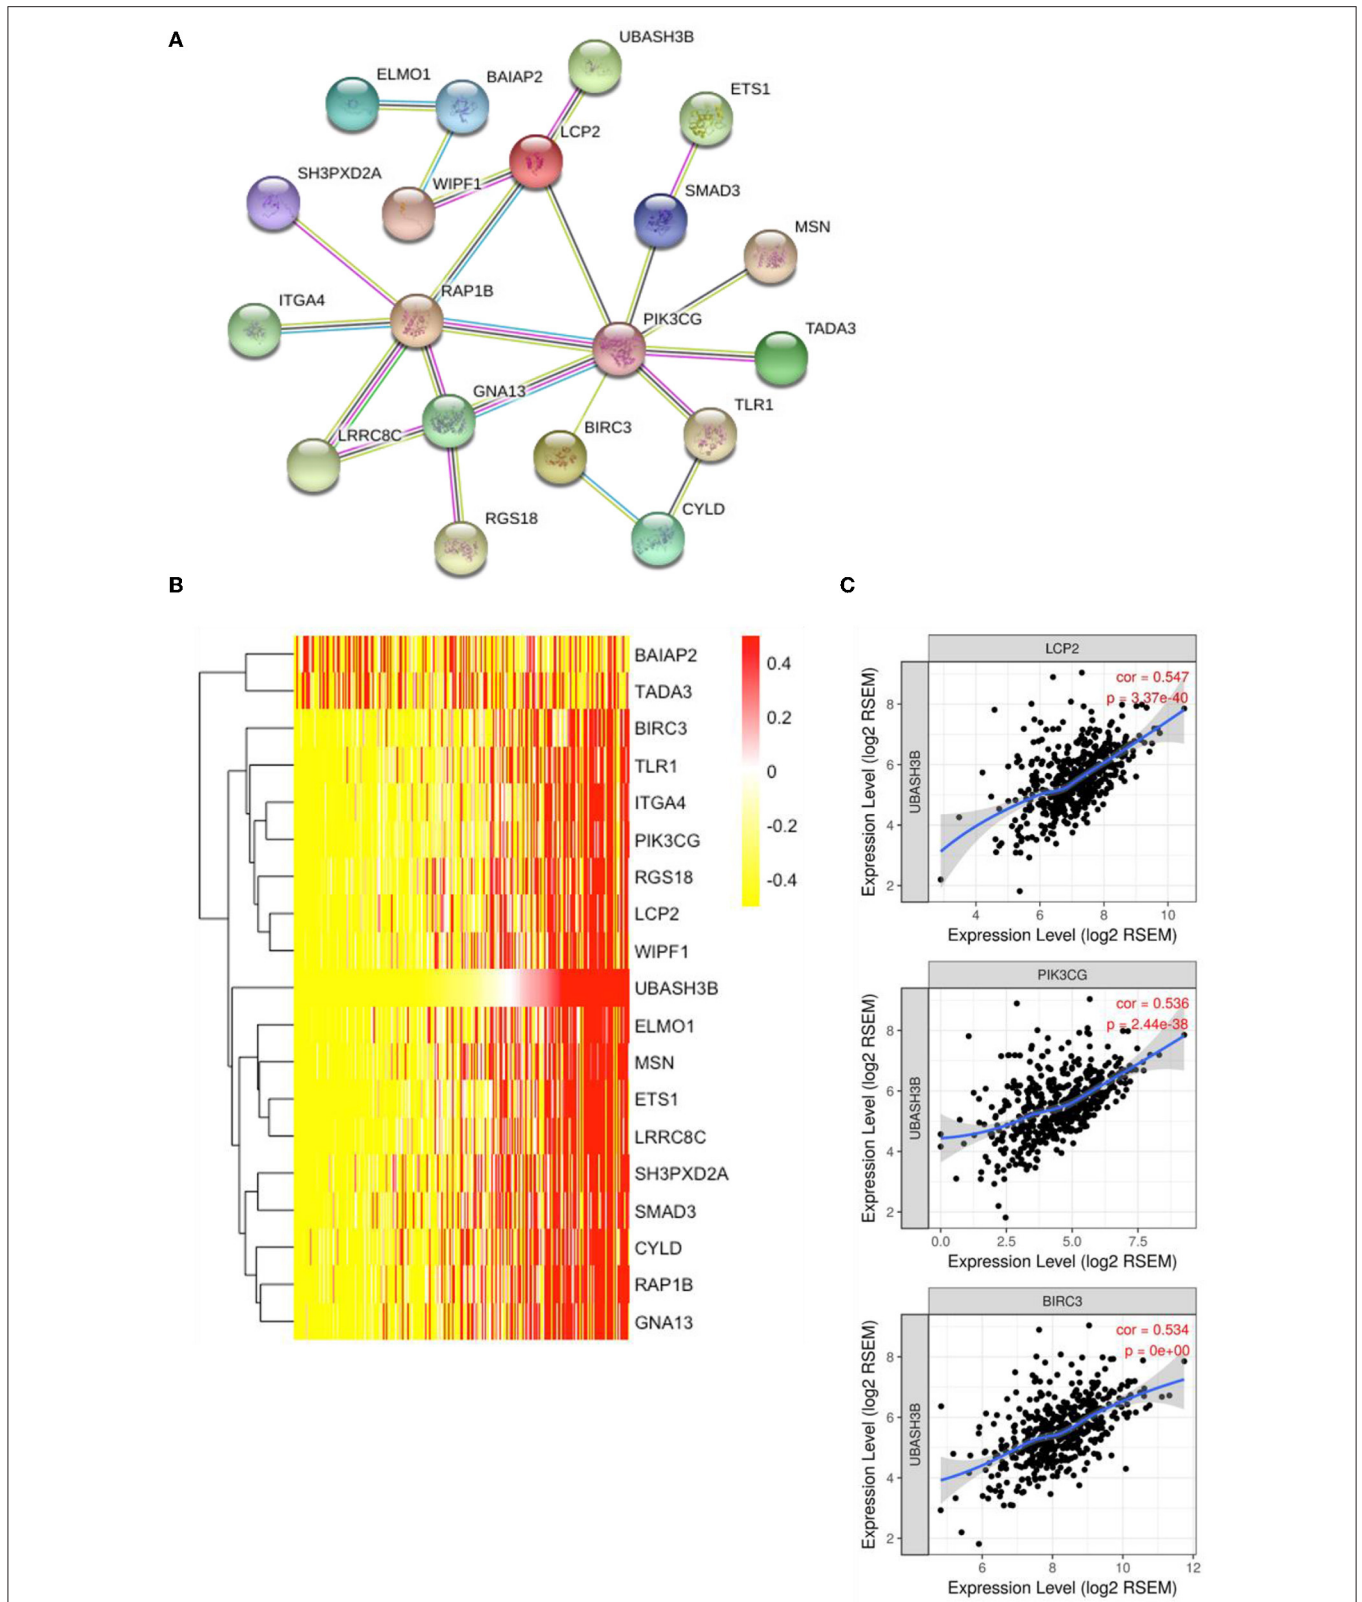 A
UBASH3B
ELMO1
BAIAP2
ETS1
LCP2
SH3PXD2A
WIPF1
SMAD3
MSN
RAP1B
ITGA4
PIK3CG
TADA3
GNA13
TLR1
LRRC8C
BIRC3
CYLD
RGS18
B
BAIAP2
TADA3
BIRC3
TLR1
ITGA4
PIK3CG
RGS18
LCP2
WIPF1
UBASH3B
ELMO1
MSN
ETS1
LRRC8C
SH3PXD2A
SMAD3
CYLD
RAP1B
GNA13
0.4
0.2
0
-0.2
-0.4
C
LCP2
cor = 0.547
p = 3.37e-40
UBASH3B
Expression Level (log2 RSEM)
8
6
4
2
4 6 8 10
Expression Level (log2 RSEM)
PIK3CG
cor = 0.536
p = 2.44e-38
UBASH3B
Expression Level (log2 RSEM)
8
6
4
2
0.0 2.5 5.0 7.5
Expression Level (log2 RSEM)
BIRC3
cor = 0.534
p = 0e+00
UBASH3B
Expression Level (log2 RSEM)
8
6
4
2
6 8 10 12
Expression Level (log2 RSEM)